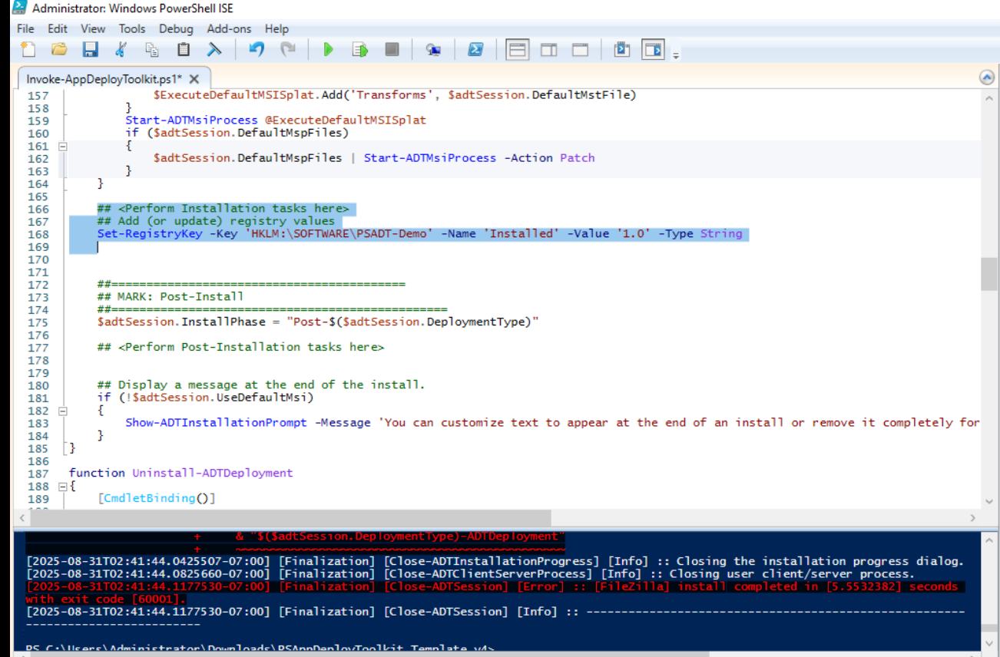 Administrator: Windows PowerShell ISE
File Edit View Tools Debug Add-ons Help
Invoke-AppDeployToolkit.ps1*
157 $ExecuteDefaultMSISplat.Add('Transforms', $adtSession.DefaultMstFile)
158 }
159 Start-ADTMsiProcess @ExecuteDefaultMSISplat
160 if ($adtSession.DefaultMspFiles)
161 {
162 $adtSession.DefaultMspFiles | Start-ADTMsiProcess -Action Patch
163 }
164 }
165
166 ## <Perform Installation tasks here>
167 ## Add (or update) registry values
168 Set-RegistryKey -Key 'HKLM:\SOFTWARE\PSADT-Demo' -Name 'Installed' -Value '1.0' -Type String
169
170
171
172 ##============================================
173 ## MARK: Post-Install
174 ##==================================================
175 $adtSession.InstallPhase = "Post-$($adtSession.DeploymentType)"
176
177 ## <Perform Post-Installation tasks here>
178
179
180 ## Display a message at the end of the install.
181 if (!$adtSession.UseDefaultMsi)
182 {
183 Show-ADTInstallationPrompt -Message 'You can customize text to appear at the end of an install or remove it completely for
184 }
185 }
186
187 function Uninstall-ADTDeployment
188 {
189 [CmdletBinding()]
+ & "$($adtSession.DeploymentType)-ADTDeployment"
+ ~~~~~~~~~~~~~~~~~~~~~~~~~~~~~~~~~~~~~~~~~~~~~~~~~
[2025-08-31T02:41:44.0425507-07:00] [Finalization] [Close-ADTInstallationProgress] [Info] :: Closing the installation progress dialog.
[2025-08-31T02:41:44.0825660-07:00] [Finalization] [Close-ADTClientServerProcess] [Info] :: Closing user client/server process.
[2025-08-31T02:41:44.1177530-07:00] [Finalization] [Close-ADTSession] [Error] :: [FileZilla] install completed in [5.5532382] seconds
with exit code [60001].
[2025-08-31T02:41:44.1177530-07:00] [Finalization] [Close-ADTSession] [Info] :: -------------------------------------------------------
--------------------------
PS C:\Users\Administrator\Downloads\PSAppDeployToolkit_Template_v4>